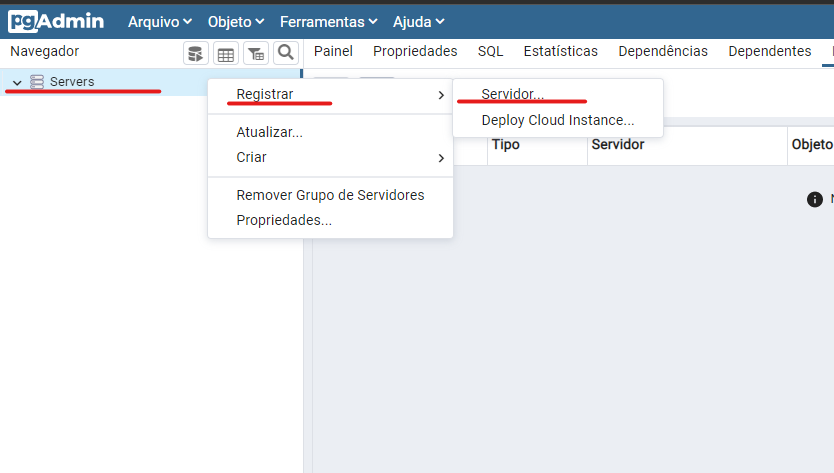 pgAdmin Arquivo Objeto Ferramentas Ajuda
Navegador
Painel Propriedades SQL Estatísticas Dependências Dependentes
Servers
Registrar
Atualizar...
Criar
Remover Grupo de Servidores
Propriedades...
Servidor...
Deploy Cloud Instance...
Tipo Servidor Objeto